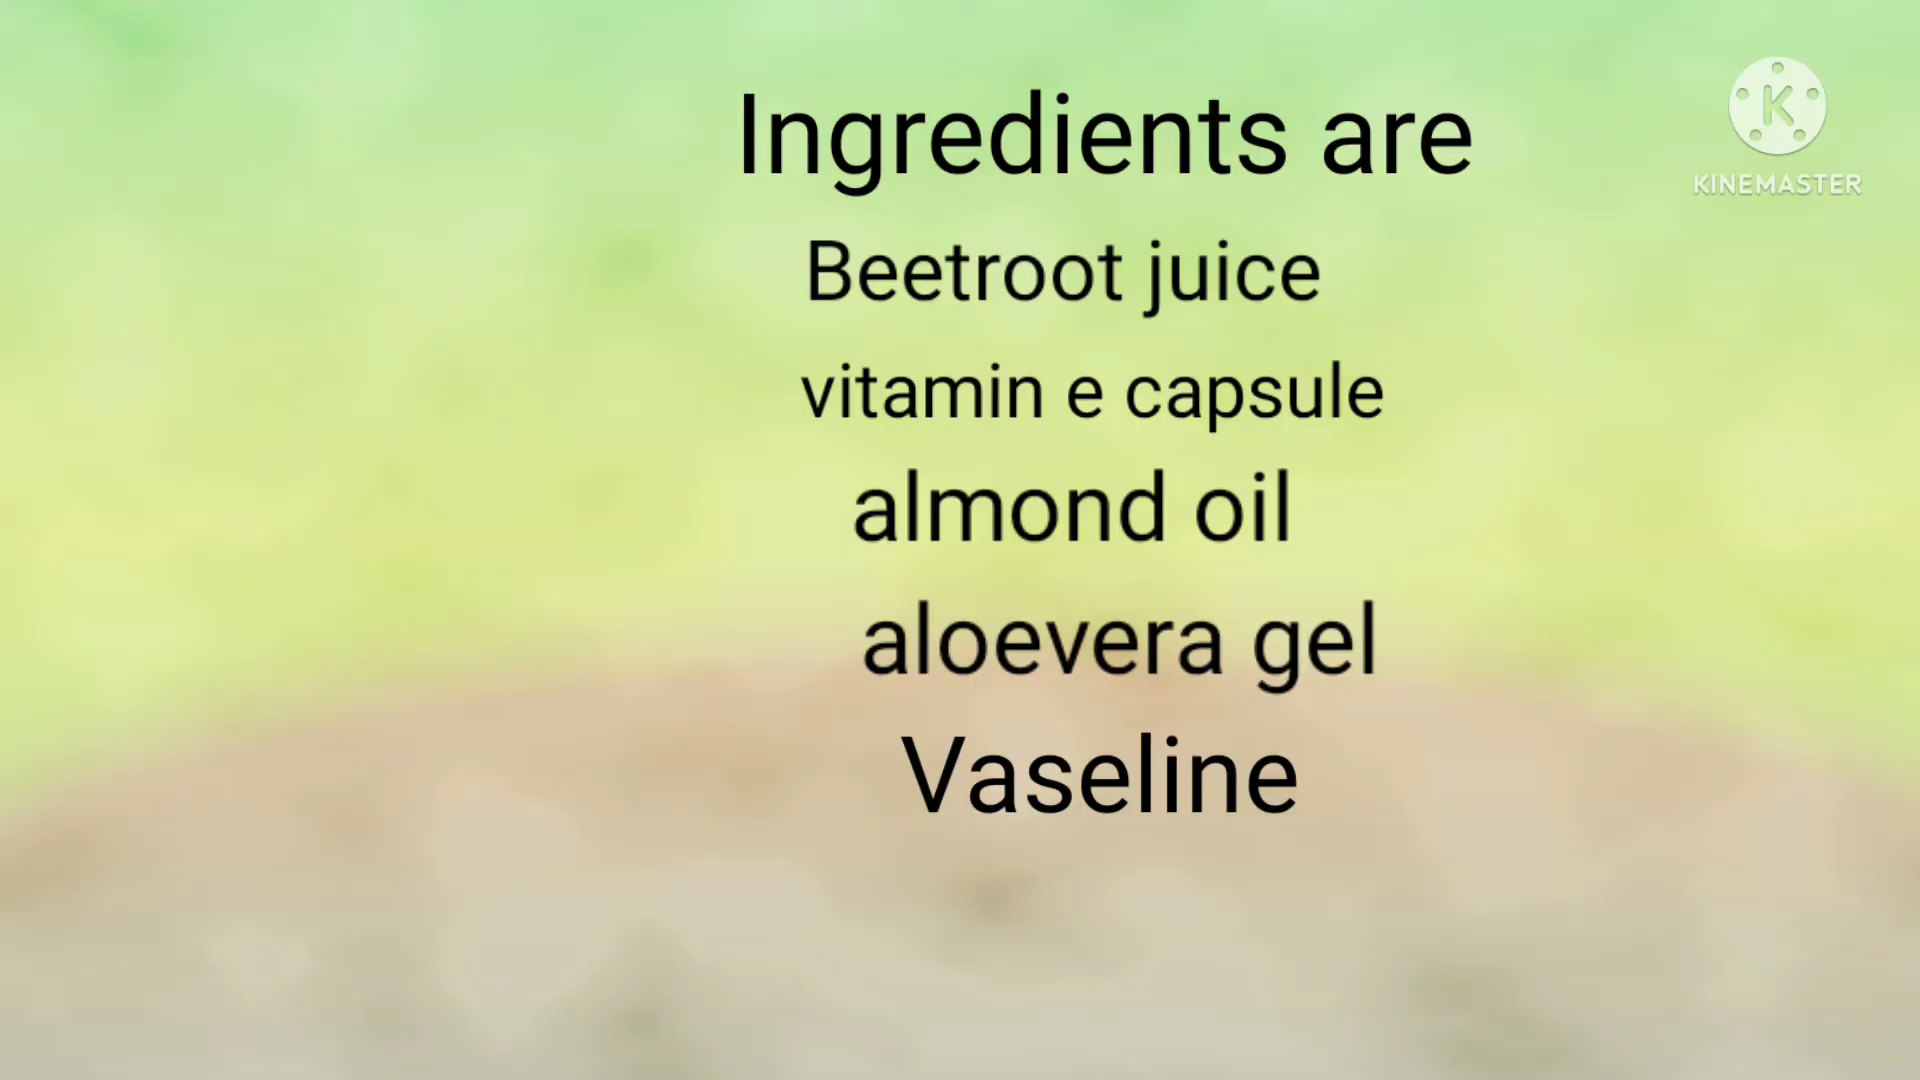 Ingredients are
K
KINEMASTER
Beetroot juice
vitamin e capsule
almond oil
aloevera gel
Vaseline